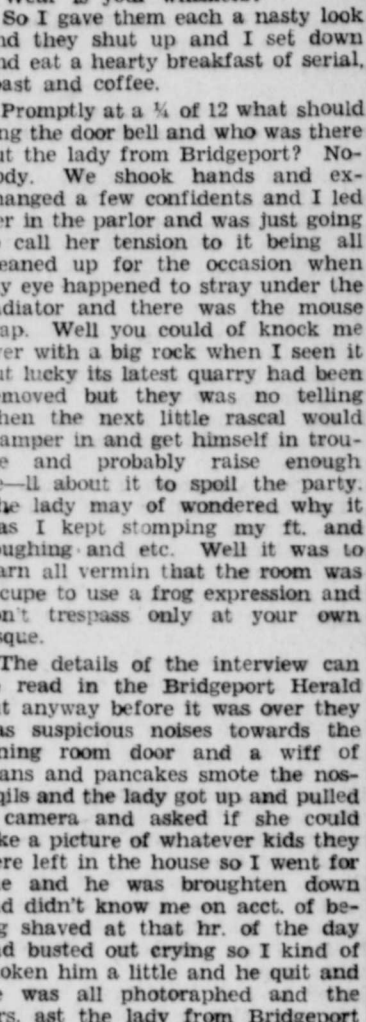 So I gave them each a nasty look
nd they shut up and I set down
nd eat a hearty breakfast of serial,
oast and coffee.
Promptly at a ¼ of 12 what should
ng the door bell and who was there
ut the lady from Bridgeport? No-
ody. We shook hands and ex-
hanged a few confidents and I led
er in the parlor and was just going
call her tension to it being all
eaned up for the occasion when
y eye happened to stray under the
adiator and there was the mouse
ap. Well you could of knock me
ver with a big rock when I seen it
ut lucky its latest quarry had been
moved but they was no telling
hen the next little rascal would
amper in and get himself in trou-
e and probably raise enough
e—ll about it to spoil the party.
he lady may of wondered why it
as I kept stomping my ft. and
ughing and etc. Well it was to
arn all vermin that the room was
cupe to use a frog expression and
on't trespass only at your own
sque.
The details of the interview can
read in the Bridgeport Herald
ut anyway before it was over they
as suspicious noises towards the
ning room door and a wiff of
ans and pancakes smote the nos-
qils and the lady got up and pulled
camera and asked if she could
ke a picture of whatever kids they
ere left in the house so I went for
e and he was broughten down
d didn't know me on acct. of be-
g shaved at that hr. of the day
d busted out crying so I kind of
oken him a little and he quit and
e was all photoraphed and the
rs. ast the lady from Bridgeport